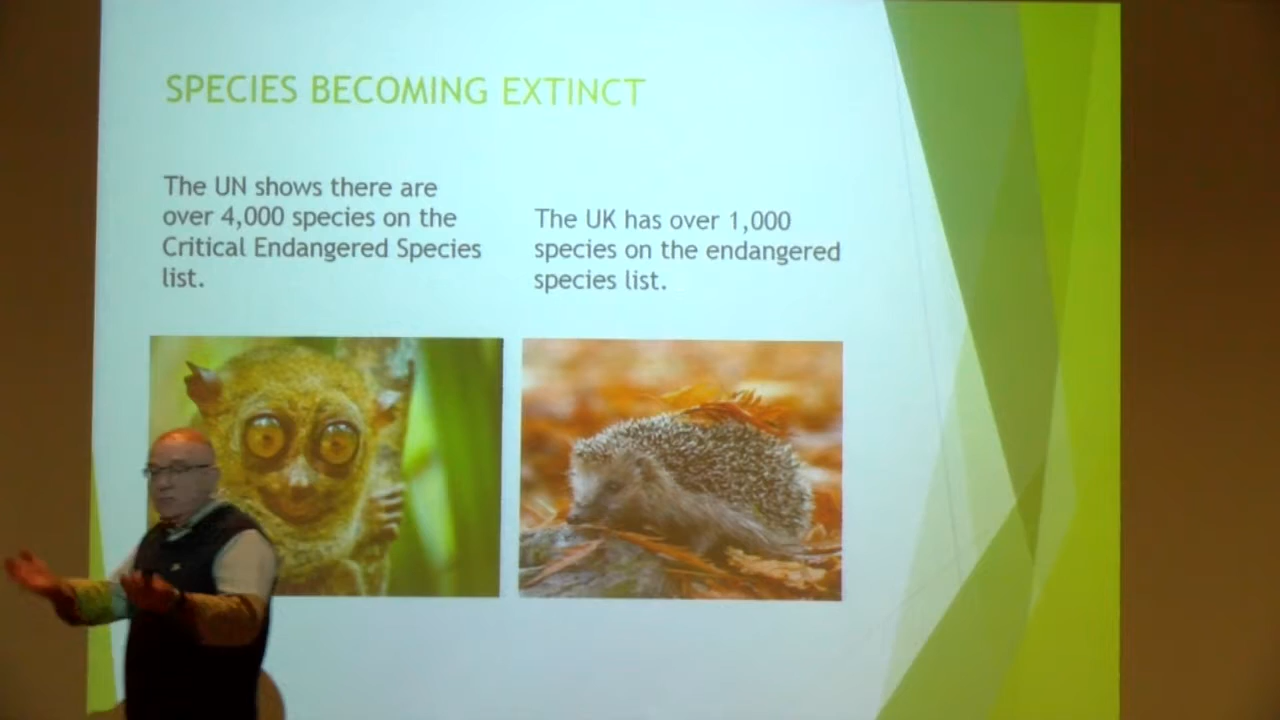 SPECIES BECOMING EXTINCT
The UN shows there are
over 4,000 species on the
Critical Endangered Species
list.
The UK has over 1,000
species on the endangered
species list.